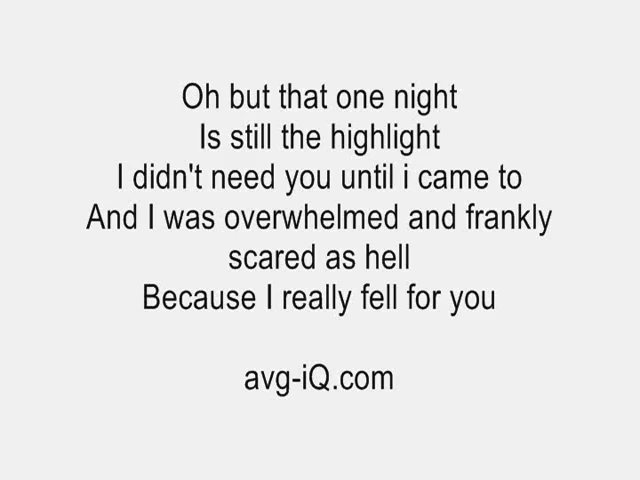 Oh but that one night
Is still the highlight
I didn't need you until i came to
And I was overwhelmed and frankly
scared as hell
Because I really fell for you
avg-iQ.com